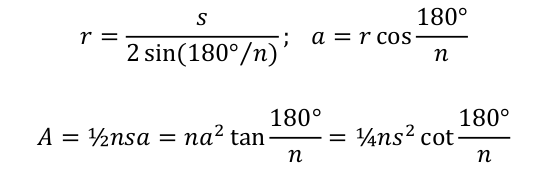 r = s / (2 sin(180°/n)); a = r cos 180°/n
A = ½nsa = na² tan 180°/n = ¼ns² cot 180°/n